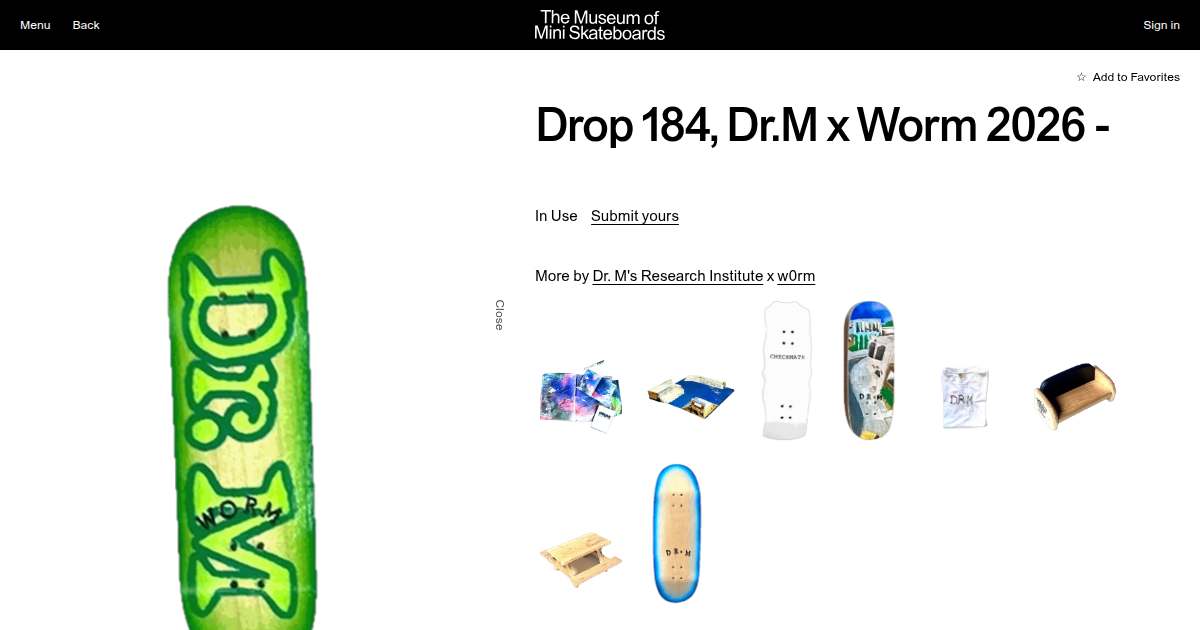 Menu
Back
The Museum of
Mini Skateboards
Sign in
☆ Add to Favorites
Drop 184, Dr.M x Worm 2026 -
In Use Submit yours
More by Dr. M's Research Institute x w0rm
Close
Dr. M
WORM
CHECKMATE
DR.M
DRM
DR•M